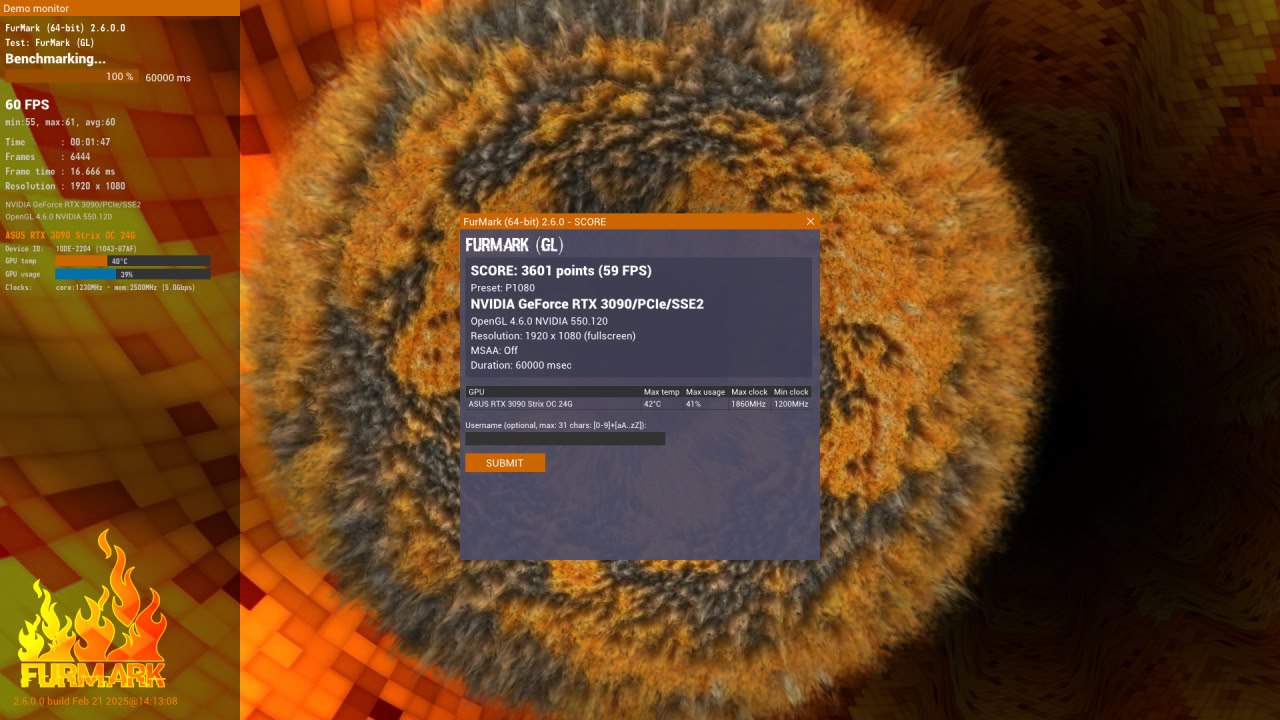 Demo monitor
FurMark (64-bit) 2.6.0.0
Test: FurMark (GL)
Benchmarking...
100 % 60000 ms
60 FPS
min:55, max:61, avg:60
Time : 00:01:47
Frames : 6444
Frame time : 16.666 ms
Resolution : 1920 x 1080
NVIDIA GeForce RTX 3090/PCIe/SSE2
OpenGL 4.6.0 NVIDIA 550.120
ASUS RTX 3090 Strix OC 24G
Device ID: 10DE-2204 (1043-87AF)
GPU temp 40°C
GPU usage 39%
Clocks: core:1230MHz - mem:2500MHz (5.0Gbps)
FURMARK
2.6.0.0 build Feb 21 2025@14:13:08
FurMark (64-bit) 2.6.0 - SCORE
FURMARK (GL)
SCORE: 3601 points (59 FPS)
Preset: P1080
NVIDIA GeForce RTX 3090/PCIe/SSE2
OpenGL 4.6.0 NVIDIA 550.120
Resolution: 1920 x 1080 (fullscreen)
MSAA: Off
Duration: 60000 msec
GPU Max temp Max usage Max clock Min clock
ASUS RTX 3090 Strix OC 24G 42°C 41% 1860MHz 1200MHz
Username (optional, max: 31 chars: [0-9]+[aA..zZ]):
SUBMIT